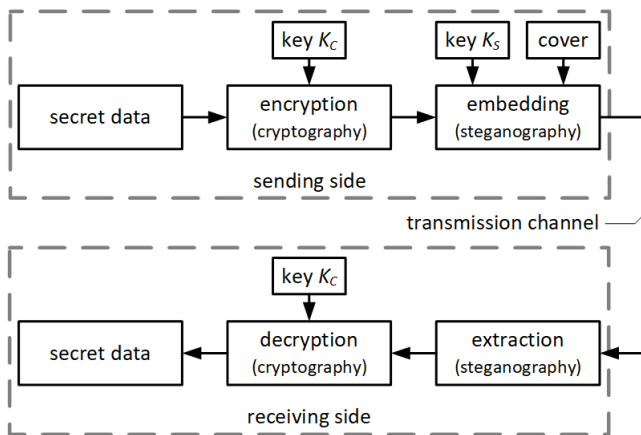 key K_C
key K_S
cover
secret data
encryption
(cryptography)
embedding
(steganography)
sending side
transmission channel
key K_C
secret data
decryption
(cryptography)
extraction
(steganography)
receiving side